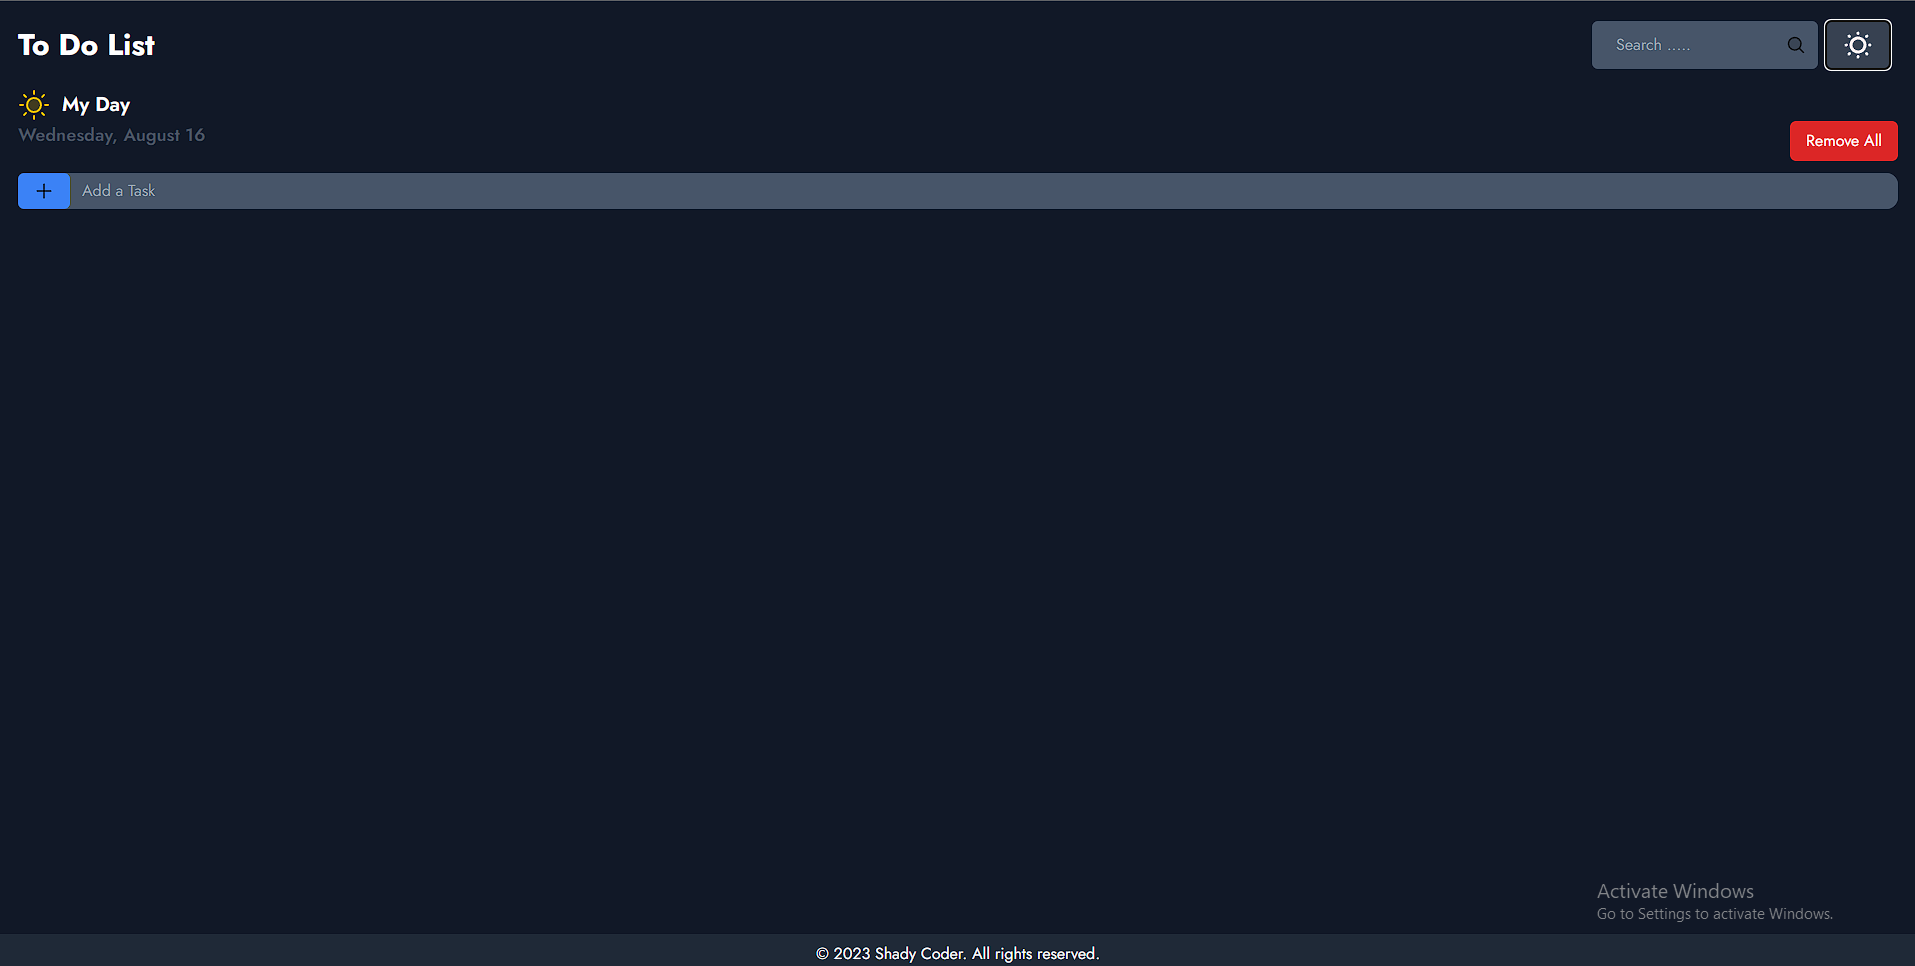 To Do List
Search .....
My Day
Wednesday, August 16
Remove All
Add a Task
Activate Windows
Go to Settings to activate Windows.
© 2023 Shady Coder. All rights reserved.